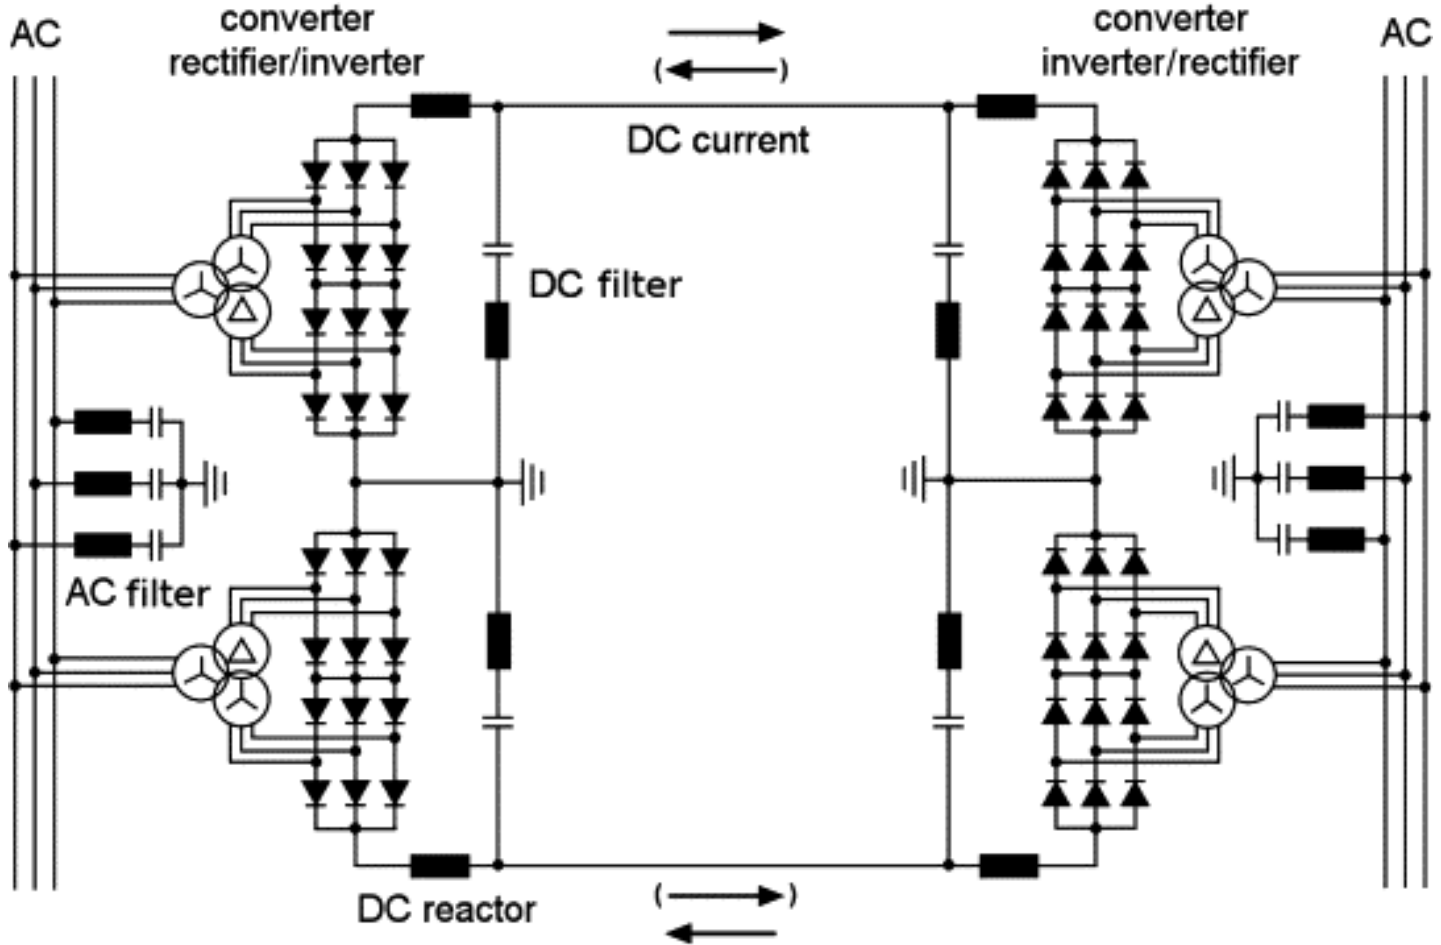 AC
converter
rectifier/inverter
converter
inverter/rectifier
AC
DC current
DC filter
AC filter
DC reactor